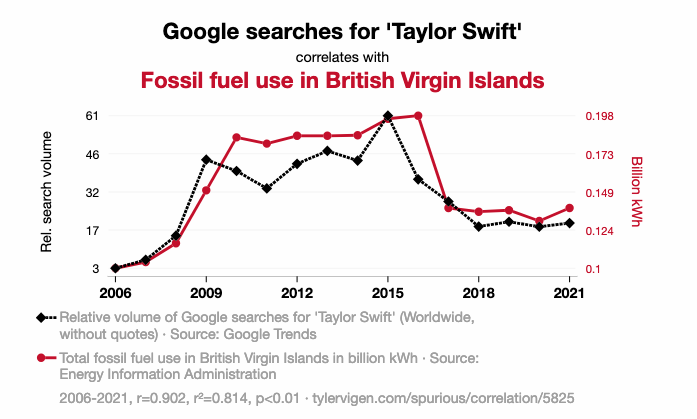 Google searches for 'Taylor Swift'
correlates with
Fossil fuel use in British Virgin Islands
Rel. search volume
61
46
32
17
3
0.198
0.173
0.149
0.124
0.1
Billion kWh
2006 2009 2012 2015 2018 2021
Relative volume of Google searches for 'Taylor Swift' (Worldwide,
without quotes) · Source: Google Trends
Total fossil fuel use in British Virgin Islands in billion kWh · Source:
Energy Information Administration
2006-2021, r=0.902, r²=0.814, p<0.01 · tylervigen.com/spurious/correlation/5825